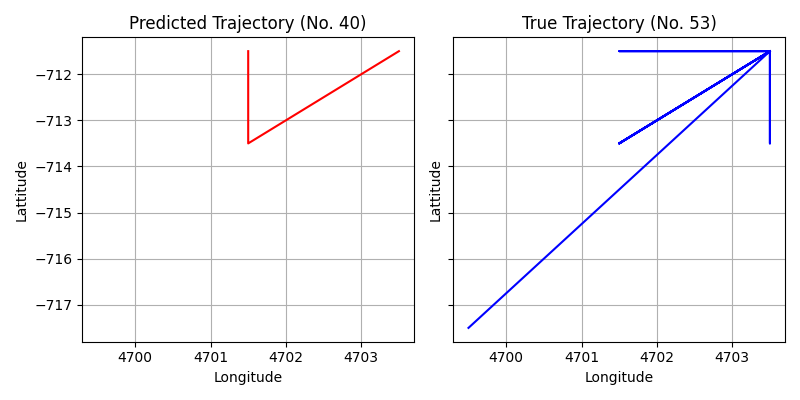 Predicted Trajectory (No. 40)
True Trajectory (No. 53)
−712
−713
−714
−715
−716
−717
Lattitude
Lattitude
4700 4701 4702 4703
4700 4701 4702 4703
Longitude
Longitude